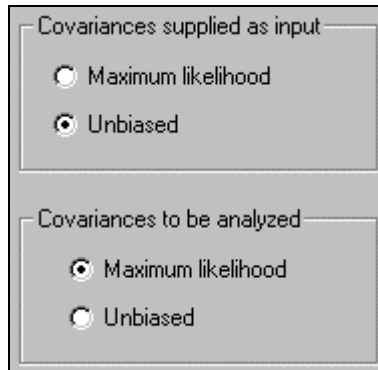 Covariances supplied as input
Maximum likelihood
Unbiased
Covariances to be analyzed
Maximum likelihood
Unbiased